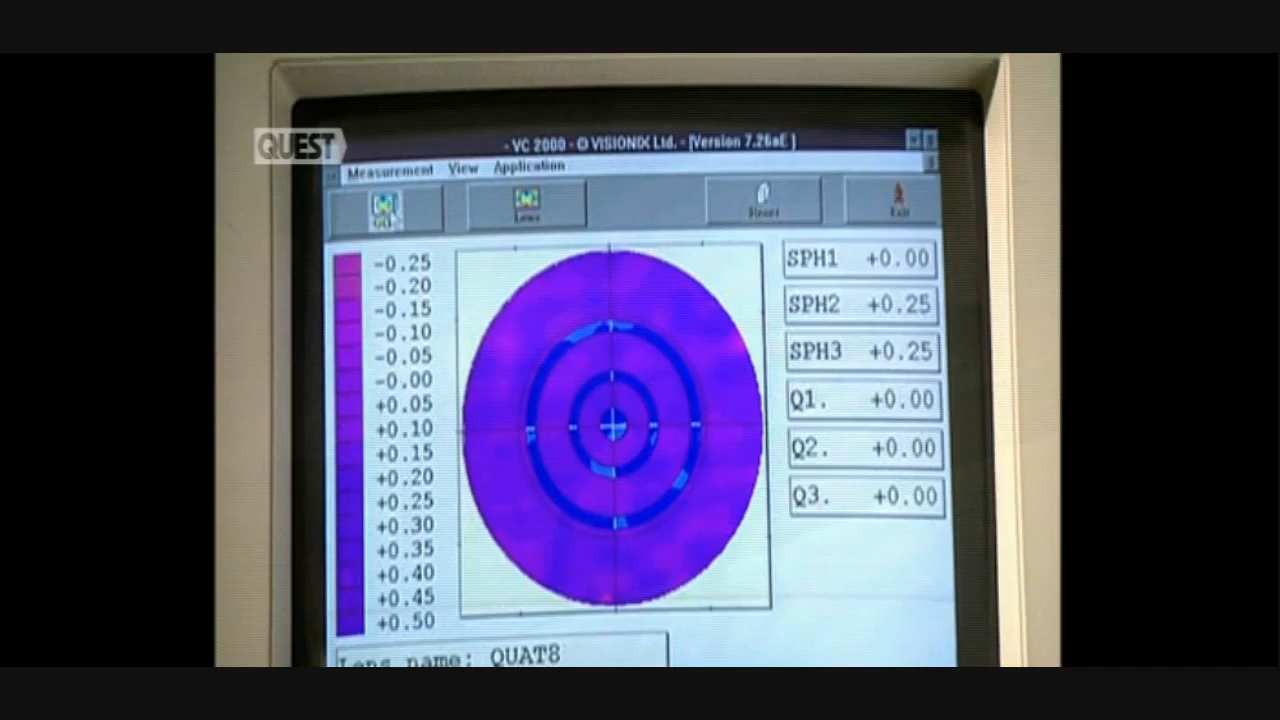 QUEST
- VC 2000 - © VISIONIX Ltd. - [Version 7.26aE ]
Measurement View Application
Lens
Reset
Exit
-0.25
-0.20
-0.15
-0.10
-0.05
-0.00
+0.05
+0.10
+0.15
+0.20
+0.25
+0.30
+0.35
+0.40
+0.45
+0.50
SPH1 +0.00
SPH2 +0.25
SPH3 +0.25
Q1. +0.00
Q2. +0.00
Q3. +0.00
Lens name: QUAT8